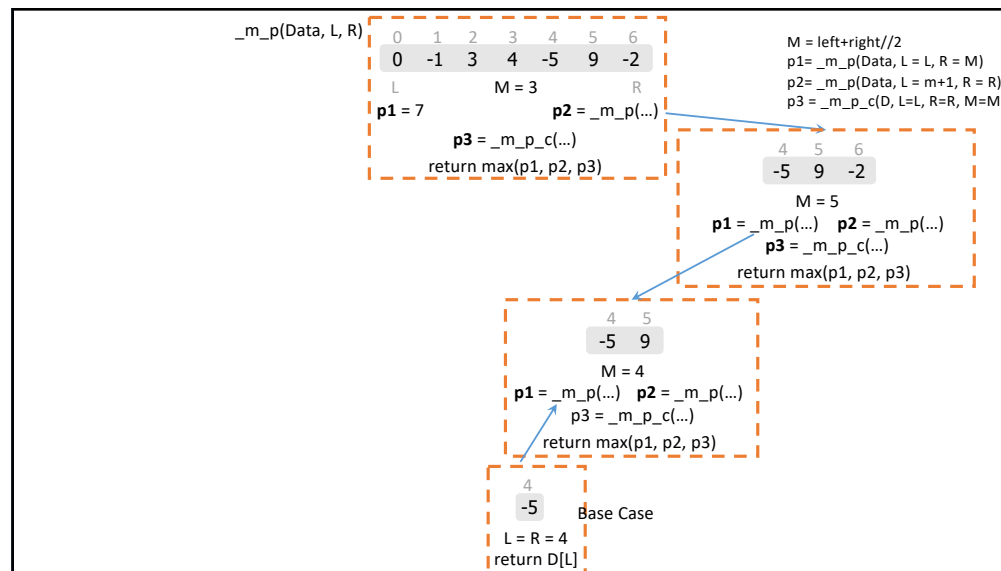 _m_p(Data, L, R)
0 1 2 3 4 5 6
0 -1 3 4 -5 9 -2
L M = 3 R
p1 = 7 p2 = _m_p(…)
p3 = _m_p_c(…)
return max(p1, p2, p3)
M = left+right//2
p1= _m_p(Data, L = L, R = M)
p2= _m_p(Data, L = m+1, R = R)
p3 = _m_p_c(D, L=L, R=R, M=M
4 5 6
-5 9 -2
M = 5
p1 = _m_p(…) p2 = _m_p(…)
p3 = _m_p_c(…)
return max(p1, p2, p3)
4 5
-5 9
M = 4
p1 = _m_p(…) p2 = _m_p(…)
p3 = _m_p_c(…)
return max(p1, p2, p3)
4
-5
Base Case
L = R = 4
return D[L]